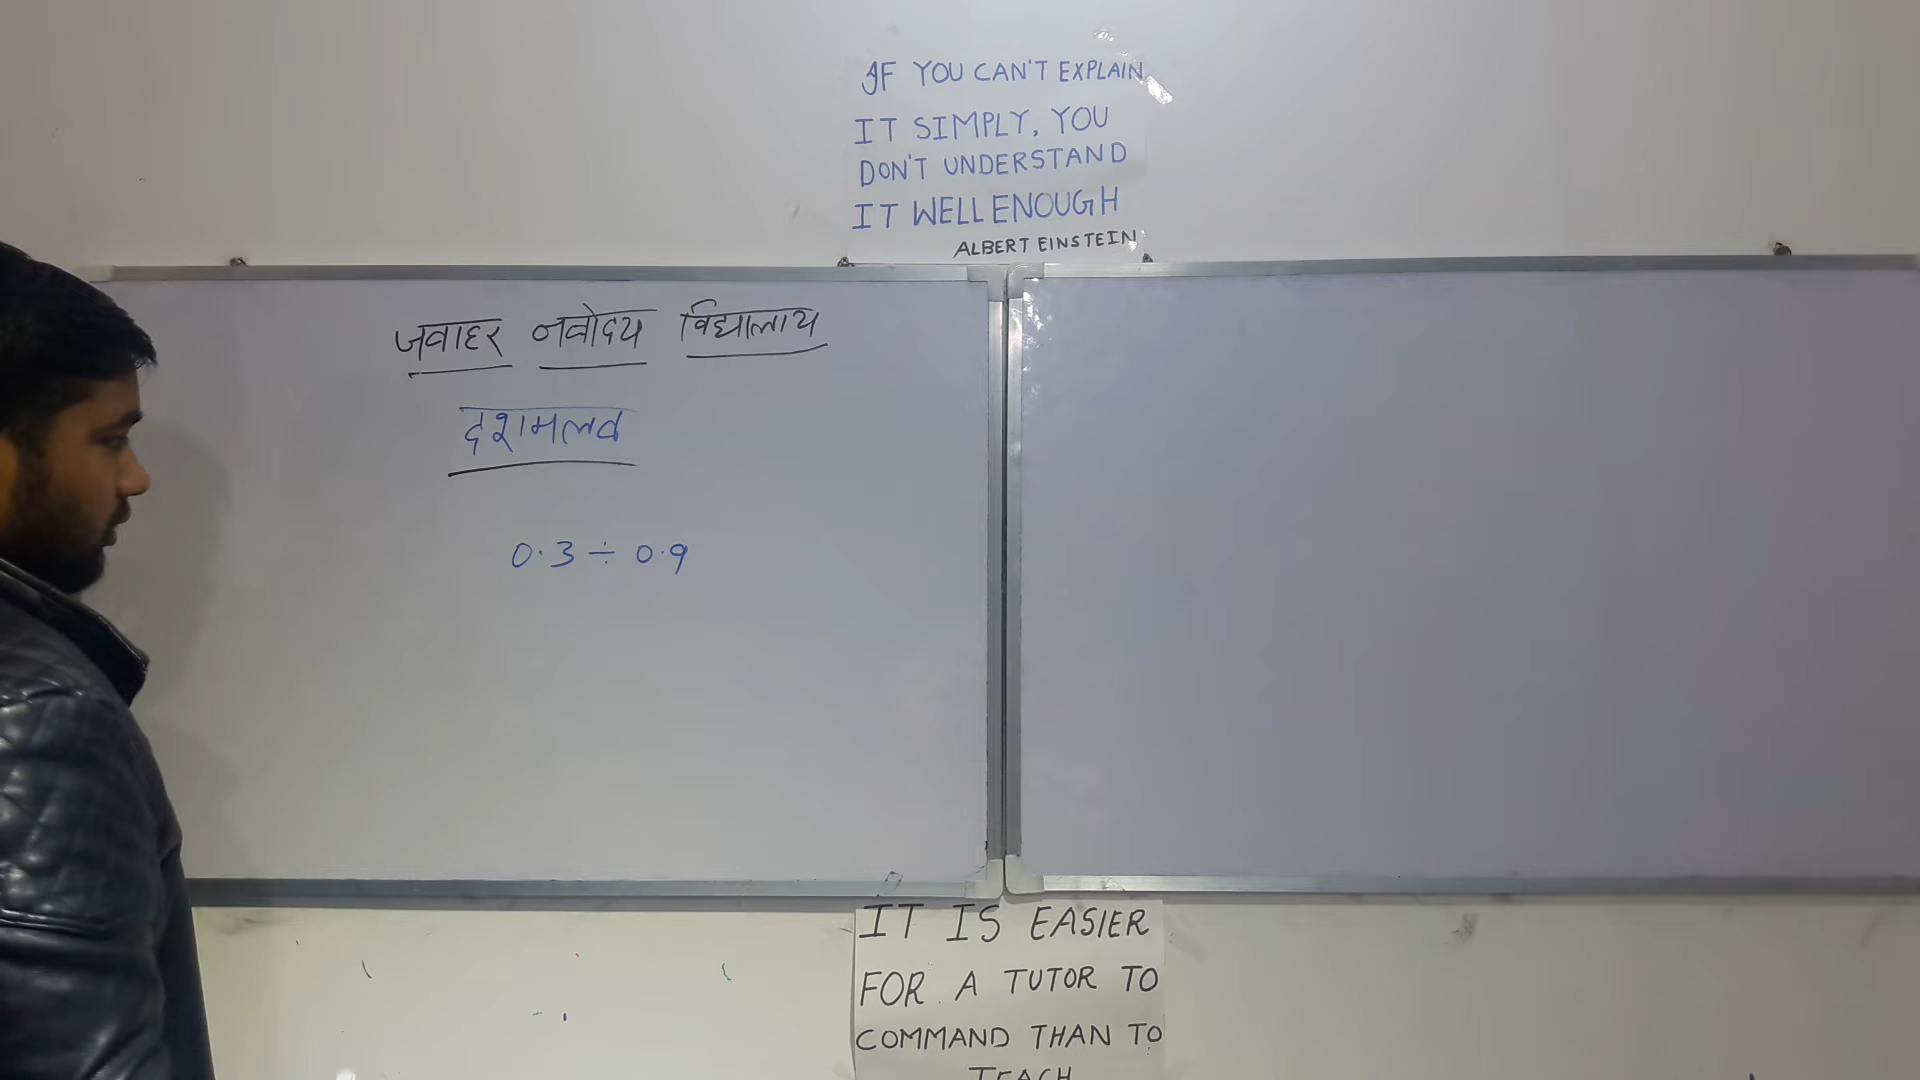 IF YOU CAN'T EXPLAIN
IT SIMPLY, YOU
DON'T UNDERSTAND
IT WELL ENOUGH
ALBERT EINSTEIN
जवाहर नवोदय विद्यालाय
दशमलव
0.3 ÷ 0.9
IT IS EASIER
FOR A TUTOR TO
COMMAND THAN TO
TEACH